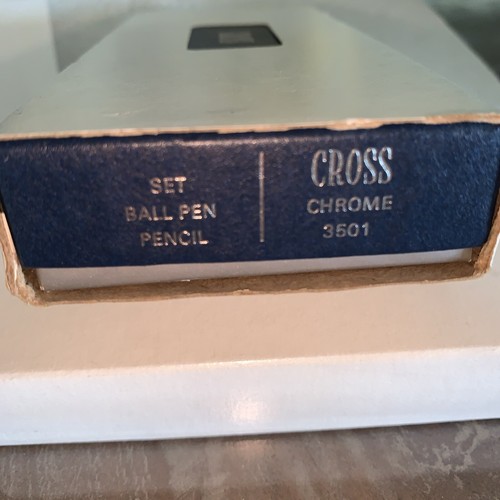 SET
BALL PEN
PENCIL
CROSS
CHROME
3501